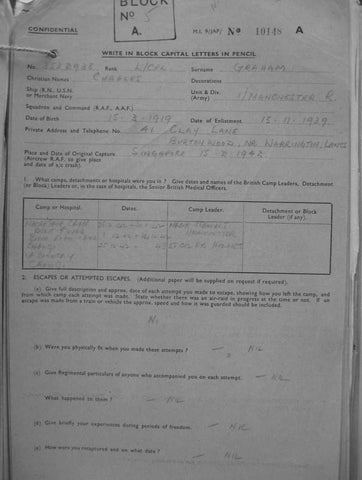 BLOCK
Nº 5
A.
CONFIDENTIAL
M.I. 9/JAP/ Nº 10148 A
WRITE IN BLOCK CAPITAL LETTERS IN PENCIL
No. Rank L/CPL Surname GRAHAM
Christian Names CHARLES Decorations
Ship (R.N., U.S.N. or Merchant Navy) Unit & Div. (Army) 1/MANCHESTER R
Squadron and Command (R.A.F., A.A.F.)
Date of Birth 15-2-1919 Date of Enlistment 15-11-1939
Private Address and Telephone No. A1 CLAY LANE
BURTONWOOD, NR WARRINGTON, LANCS
Place and Date of Original Capture SINGAPORE 15-2-1942
(Aircrew R.A.F. to give place and date of a/c crash).
1. What camps, detachments or hospitals were you in? Give dates and names of the British Camp Leaders, Detachment (or Block) Leaders or, in the case of hospitals, the Senior British Medical Officers.
Camp or Hospital. Dates. Camp Leader. Detachment or Block Leader (if any).
MANCHESTER
CHANGI HOLMES
2. ESCAPES OR ATTEMPTED ESCAPES. (Additional paper will be supplied on request if required).
(a) Give full description and approx. date of each attempt you made to escape, showing how you left the camp, and from which camp each attempt was made. State whether there was an air-raid in progress at the time or not. If an escape was made from a train or vehicle the approx. speed and how it was guarded should be included.
(b) Were you physically fit when you made these attempts? — NIL
(c) Give Regimental particulars of anyone who accompanied you on each attempt. — NIL
What happened to them? — NIL
(d) Give briefly your experiences during periods of freedom. — NIL
(e) How were you recaptured and on what date? — NIL